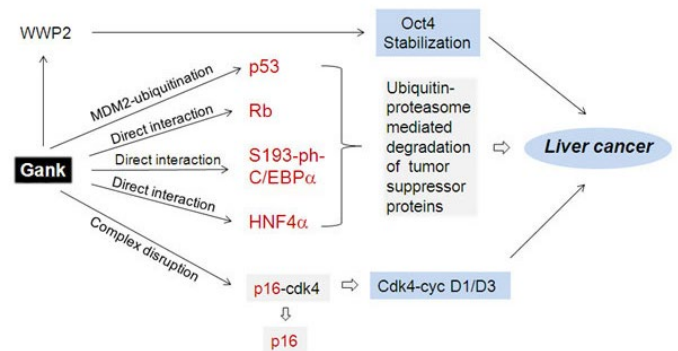 WWP2
Oct4
Stabilization
MDM2-ubiquitination
p53
Direct interaction
Rb
Gank
Direct interaction
S193-ph-
C/EBPα
Direct interaction
HNF4α
Ubiquitin-
proteasome
mediated
degradation
of tumor
suppressor
proteins
Liver cancer
Complex disruption
p16-cdk4
Cdk4-cyc D1/D3
p16